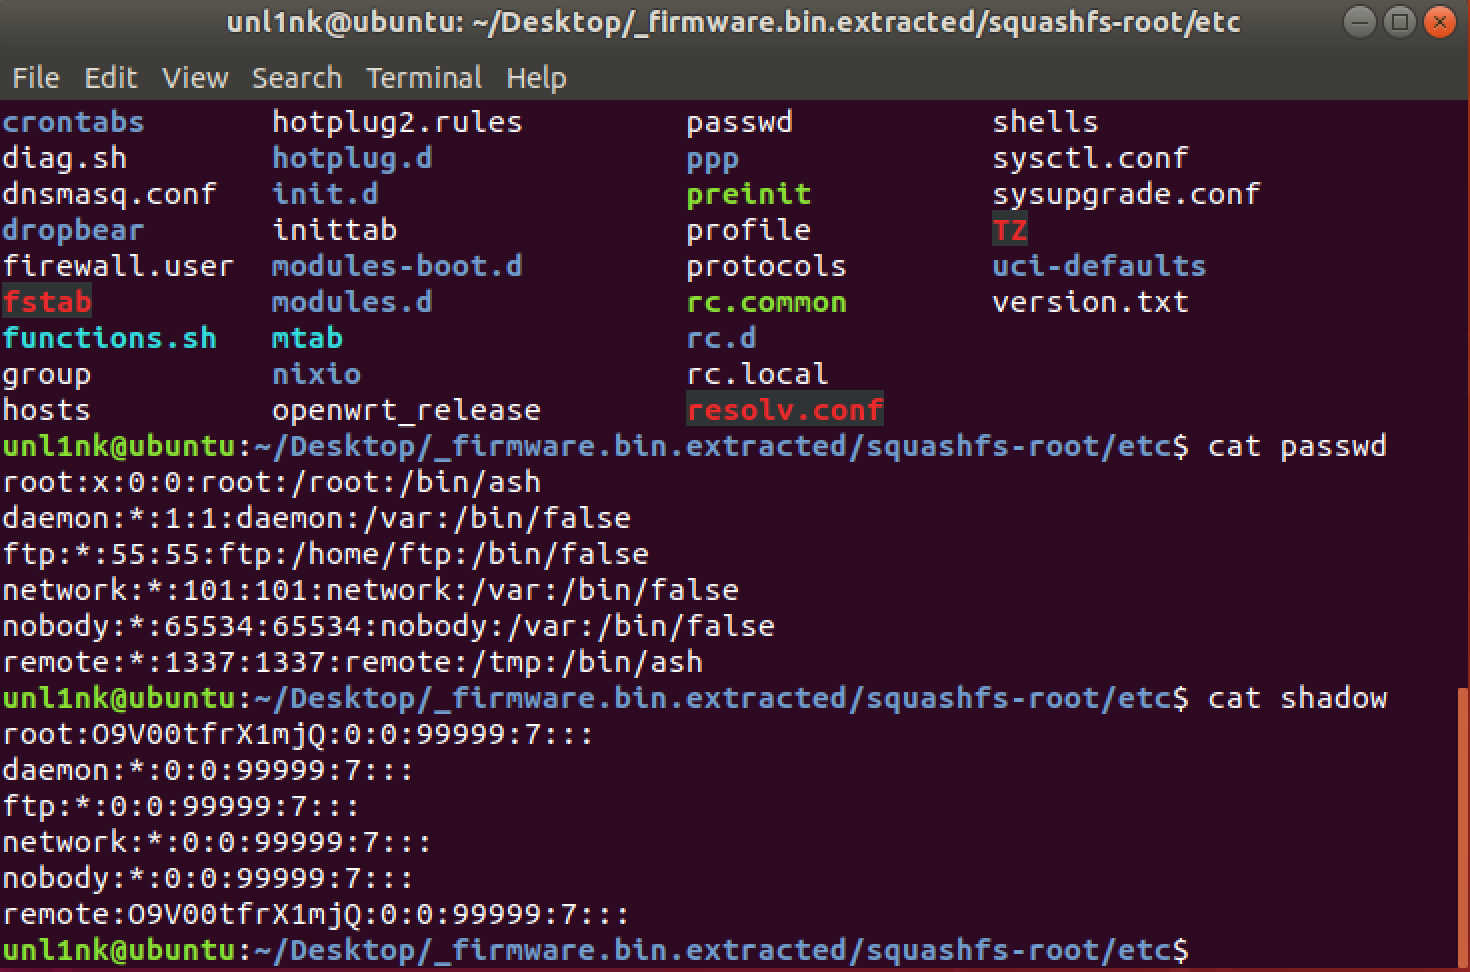 unl1nk@ubuntu: ~/Desktop/_firmware.bin.extracted/squashfs-root/etc
File Edit View Search Terminal Help
crontabs hotplug2.rules passwd shells
diag.sh hotplug.d ppp sysctl.conf
dnsmasq.conf init.d preinit sysupgrade.conf
dropbear inittab profile TZ
firewall.user modules-boot.d protocols uci-defaults
fstab modules.d rc.common version.txt
functions.sh mtab rc.d
group nixio rc.local
hosts openwrt_release resolv.conf
unl1nk@ubuntu:~/Desktop/_firmware.bin.extracted/squashfs-root/etc$ cat passwd
root:x:0:0:root:/root:/bin/ash
daemon:*:1:1:daemon:/var:/bin/false
ftp:*:55:55:ftp:/home/ftp:/bin/false
network:*:101:101:network:/var:/bin/false
nobody:*:65534:65534:nobody:/var:/bin/false
remote:*:1337:1337:remote:/tmp:/bin/ash
unl1nk@ubuntu:~/Desktop/_firmware.bin.extracted/squashfs-root/etc$ cat shadow
root:O9V00tfrX1mjQ:0:0:99999:7:::
daemon:*:0:0:99999:7:::
ftp:*:0:0:99999:7:::
network:*:0:0:99999:7:::
nobody:*:0:0:99999:7:::
remote:O9V00tfrX1mjQ:0:0:99999:7:::
unl1nk@ubuntu:~/Desktop/_firmware.bin.extracted/squashfs-root/etc$